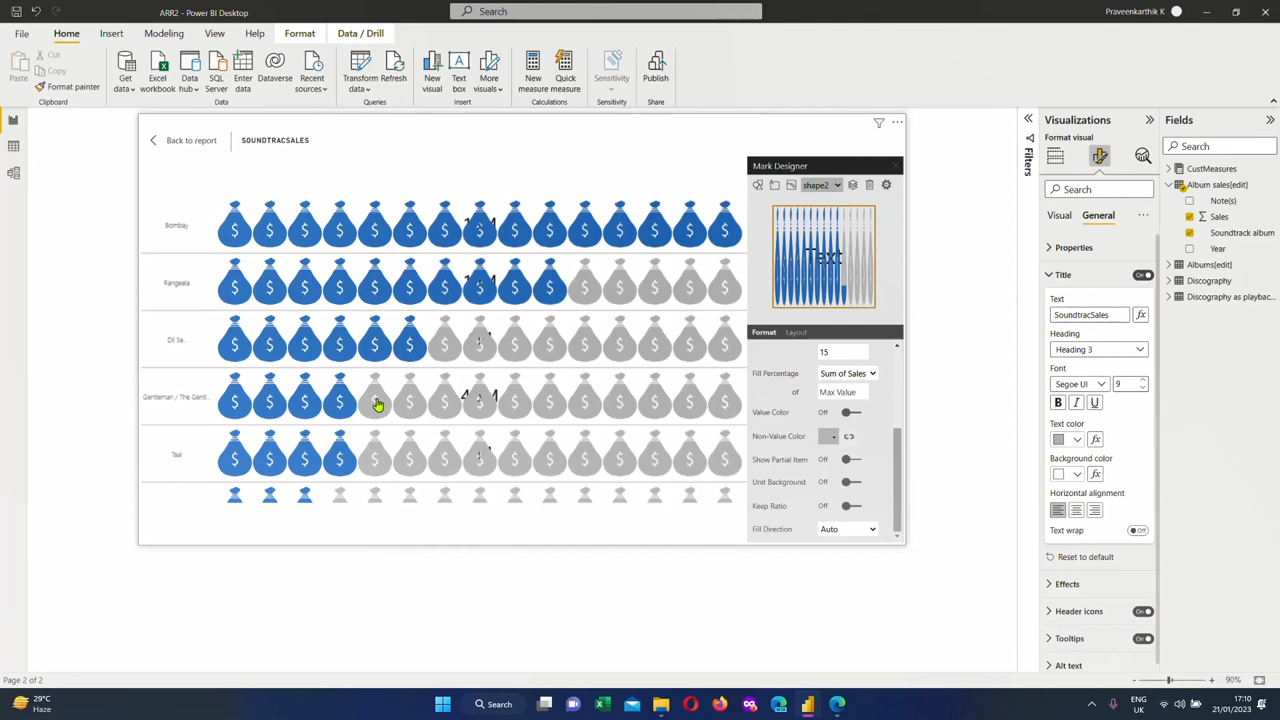 ARR2 - Power BI Desktop
Search
Praveenkarthik K
File Home Insert Modeling View Help Format Data / Drill
Paste
Cut
Copy
Format painter
Clipboard
Get data
Excel workbook
Data hub
SQL Server
Enter data
Dataverse
Recent sources
Data
Transform data
Refresh
Queries
New visual
Text box
More visuals
Insert
New measure
Quick measure
Calculations
Sensitivity
Sensitivity
Publish
Share
Back to report
SOUNDTRACSALES
Bombay
Rangeela
Dil Se..
Gentleman / The Gentl...
Taal
Mark Designer
shape2
Text
Format Layout
15
Fill Percentage Sum of Sales
of Max Value
Value Color Off
Non-Value Color
Show Partial Item Off
Unit Background Off
Keep Ratio Off
Fill Direction Auto
Filters
Visualizations
Format visual
Search
Visual General ...
Properties
Title On
Text
SoundtracSales
Heading
Heading 3
Font
Segoe UI 9
B I U
Text color
Background color
Horizontal alignment
Text wrap Off
Reset to default
Effects
Header icons On
Tooltips On
Alt text
Fields
Search
CustMeasures
Album sales[edit]
Note(s)
Sales
Soundtrack album
Year
Albums[edit]
Discography
Discography as playbac...
Page 2 of 2
90%
29°C
Haze
Search
ENG
UK
17:10
21/01/2023